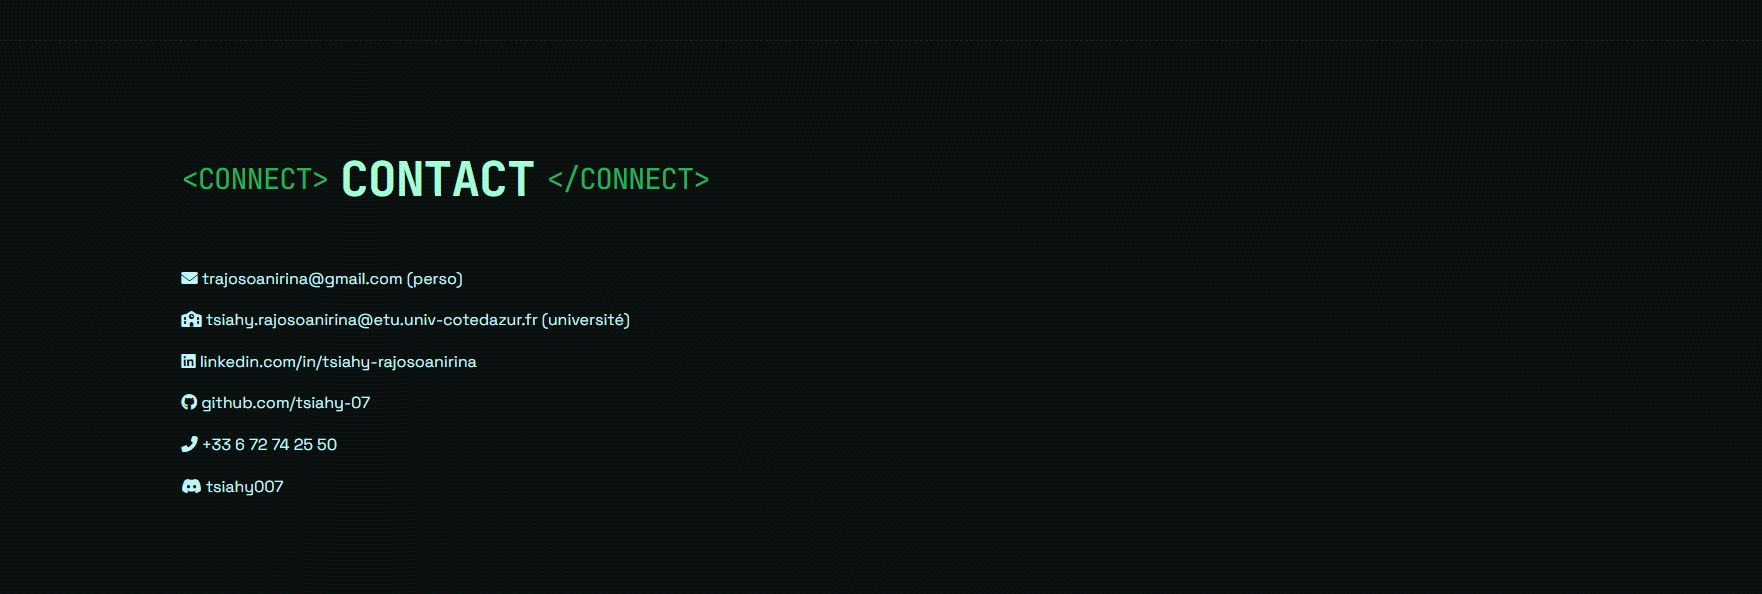 <CONNECT> CONTACT </CONNECT>
trajosoanirina@gmail.com (perso)
tsiahy.rajosoanirina@etu.univ-cotedazur.fr (université)
linkedin.com/in/tsiahy-rajosoanirina
github.com/tsiahy-07
+33 6 72 74 25 50
tsiahy007